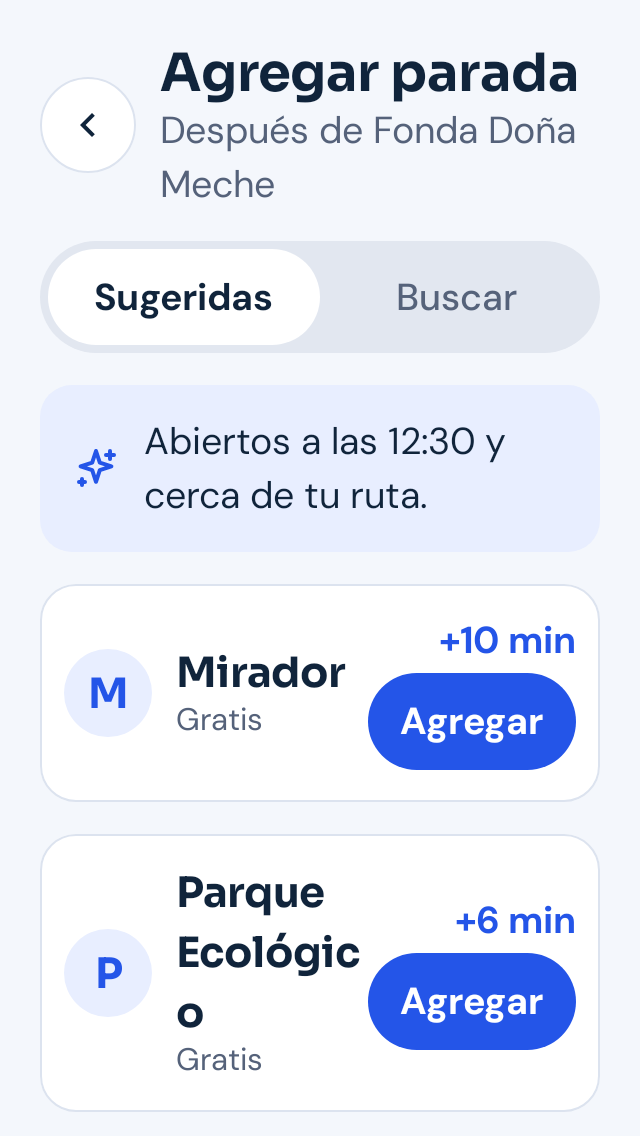 Agregar parada
Después de Fonda Doña
Meche
Sugeridas
Buscar
Abiertos a las 12:30 y
cerca de tu ruta.
M
Mirador
Gratis
+10 min
Agregar
P
Parque
Ecológic
o
Gratis
+6 min
Agregar